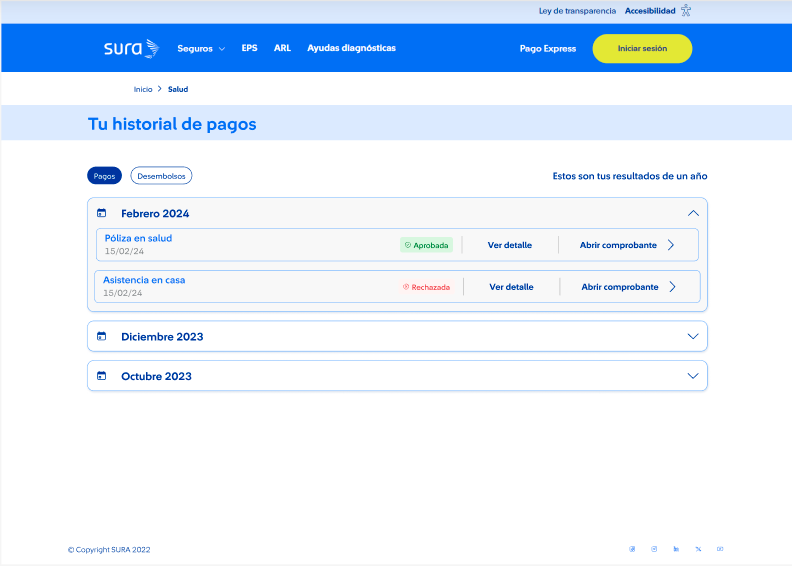 Ley de transparencia Accesibilidad
sura Seguros EPS ARL Ayudas diagnósticas Pago Express Iniciar sesión
Inicio > Salud
Tu historial de pagos
Pagos Desembolsos Estos son tus resultados de un año
Febrero 2024
Póliza en salud
15/02/24
Aprobada Ver detalle Abrir comprobante
Asistencia en casa
15/02/24
Rechazada Ver detalle Abrir comprobante
Diciembre 2023
Octubre 2023
© Copyright SURA 2022